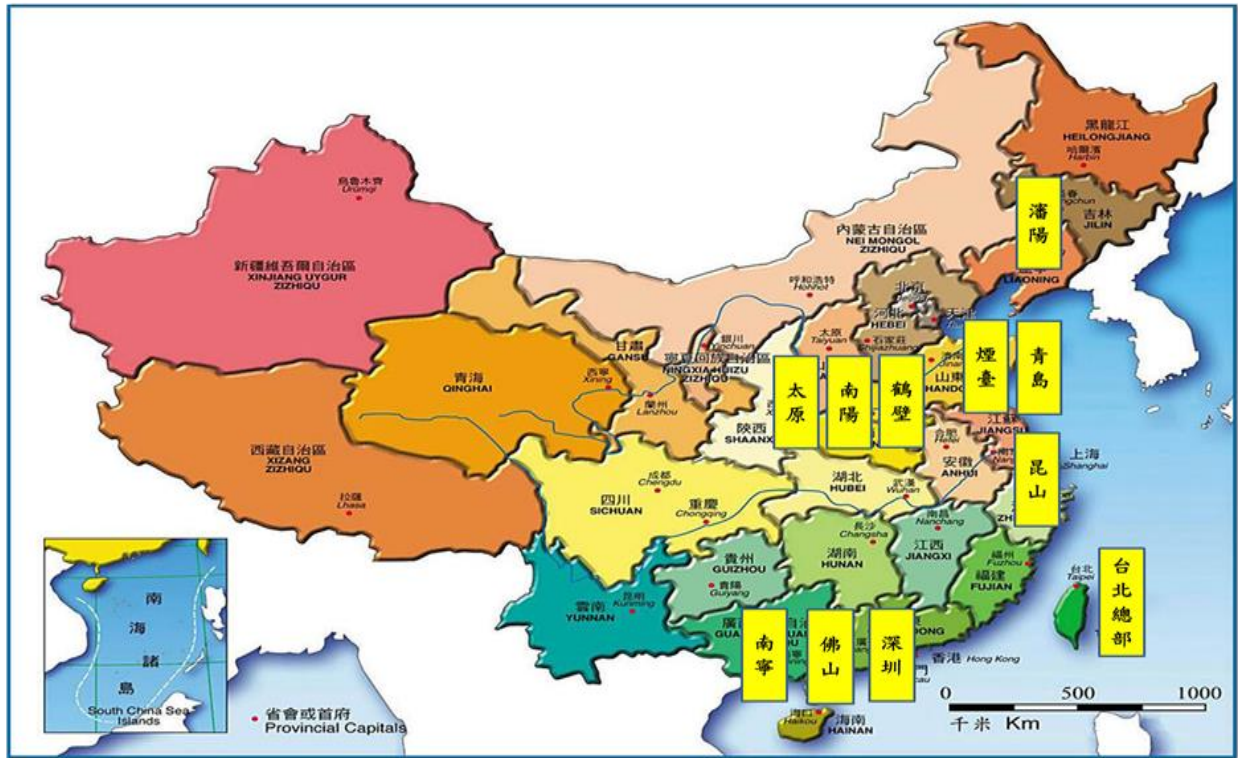 黑龍江
HEILONGJIANG
哈爾濱
Harbin
烏魯木齊
Ürümqi
瀋
陽
吉林
JILIN
新疆維吾爾自治區
XINJIANG UYGUR
ZIZHIQU
內蒙古自治區
NEI MONGOL
ZIZHIQU
呼和浩特
Hohhot
LIAONING
北京
河北
HEBEI
石家莊
Shijiazhuang
太原
Taiyuan
銀川
Yinchuan
甘肅
GANSU
寧夏回族自治區
NINGXIA HUIZU
ZIZHIQU
青海
QINGHAI
西寧
Xining
蘭州
Lanzhou
太
原
南
陽
鶴
壁
煙
臺
青
島
濟南
山東
陝西
江蘇
JIANGSU
合肥
Hefei
安徽
ANHUI
昆
山
上海
Shanghai
西藏自治區
XIZANG
ZIZHIQU
拉薩
Lhasa
成都
Chengdu
四川
SICHUAN
重慶
Chongqing
湖北
HUBEI
武漢
Wuhan
長沙
Changsha
湖南
HUNAN
南昌
Nanchang
江西
JIANGXI
福州
Fuzhou
福建
FUJIAN
台北
Taipei
台
北
總
部
貴州
GUIZHOU
貴陽
Guiyang
昆明
Kunming
雲南
YUNNAN
南
寧
佛
山
深
圳
香港 Hong Kong
海口
Haikou
海南
HAINAN
南
海
諸
島
South China Sea
Islands
省會或首府
Provincial Capitals
0 500 1000
千米 Km